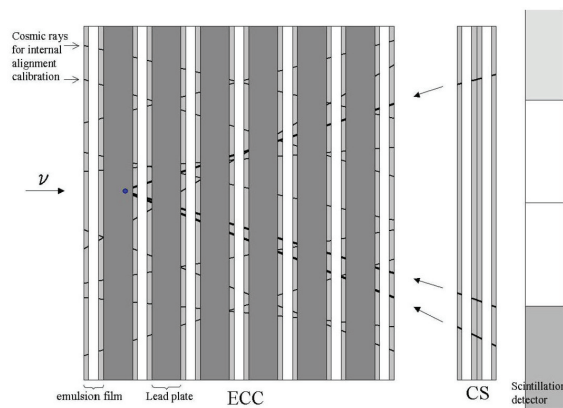 Cosmic rays
for internal
alignment
calibration
ν
emulsion film
Lead plate
ECC
CS
Scintillation
detector